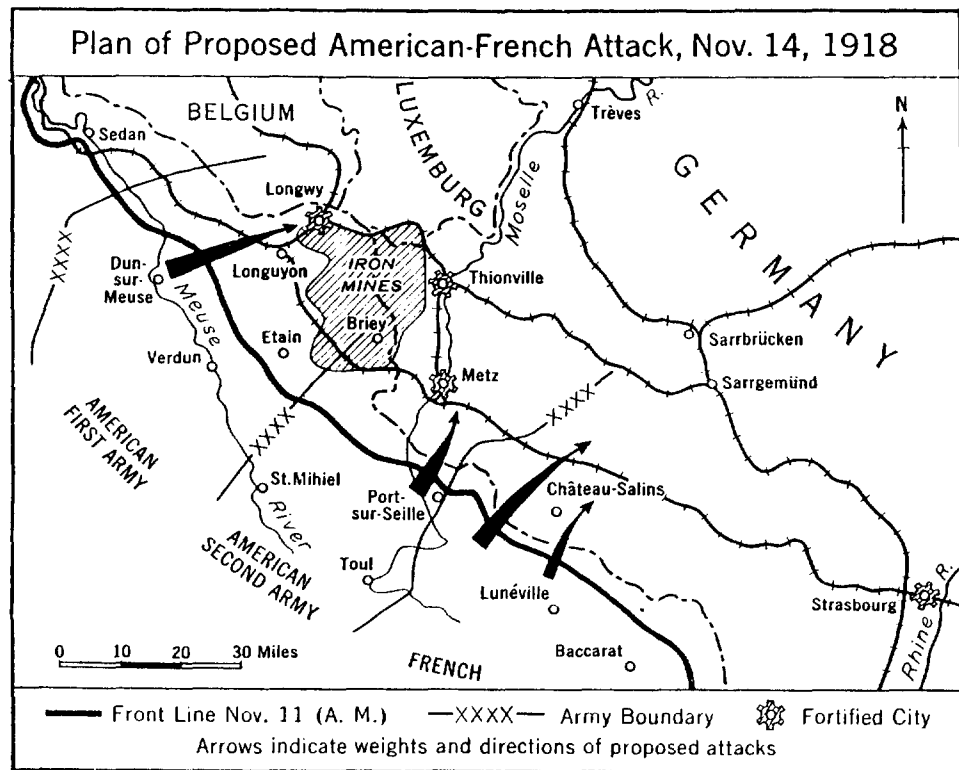 Plan of Proposed American-French Attack, Nov. 14, 1918
BELGIUM
LUXEMBURG
Trèves
R.
N
Sedan
Moselle
GERMANY
Longwy
XXXX
Dun-
sur-
Meuse
Longuyon
IRON
MINES
Thionville
Meuse
Etain
Briey
Sarrbrücken
Verdun
Metz
Sarrgemünd
XXXX
XXXX
AMERICAN
FIRST ARMY
St. Mihiel
Port-
sur-Seille
Château-Salins
River
AMERICAN
SECOND ARMY
Toul
Lunéville
Strasbourg
R.
Rhine
Baccarat
FRENCH
0 10 20 30 Miles
Front Line Nov. 11 (A. M.) XXXX Army Boundary Fortified City
Arrows indicate weights and directions of proposed attacks